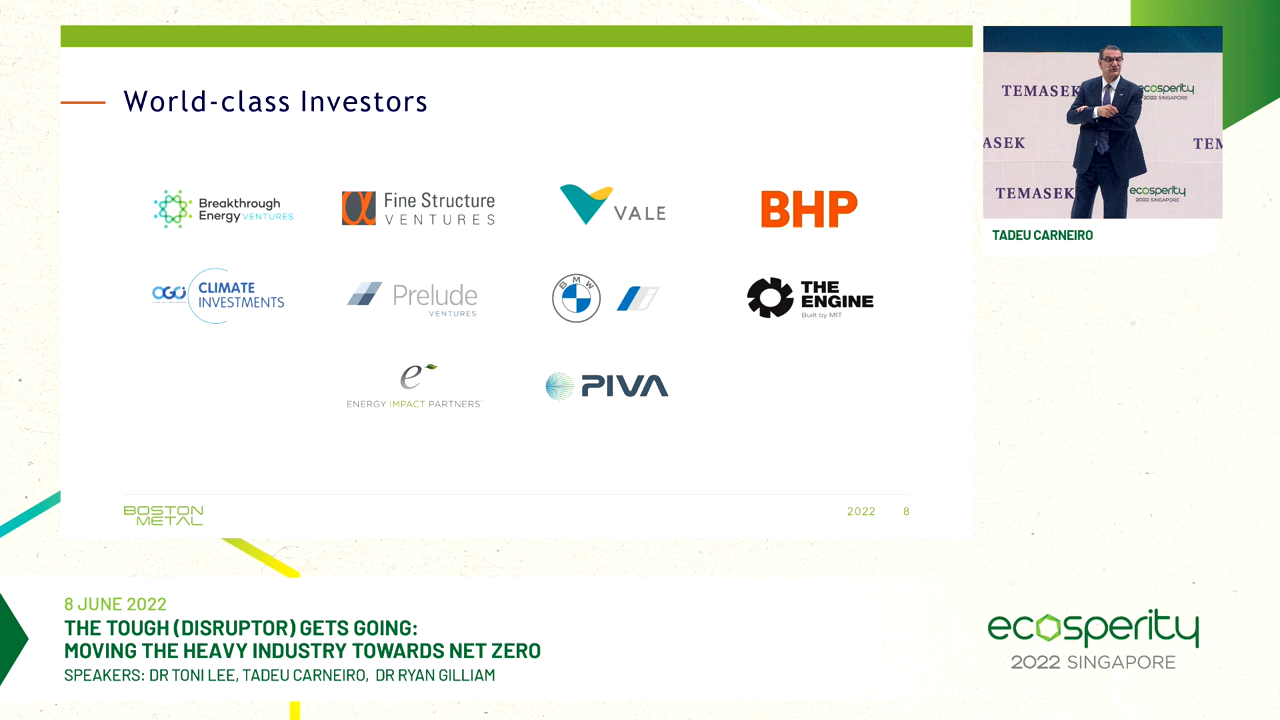 World-class Investors
Breakthrough
Energy VENTURES
Fine Structure
VENTURES
VALE
BHP
OGCI
CLIMATE
INVESTMENTS
Prelude
VENTURES
BMW
THE
ENGINE
Built by MIT
e
ENERGY IMPACT PARTNERS
PIVA
BOSTON
METAL
2022
8
TEMASEK
ecosperity
2022 SINGAPORE
ASEK
TEM
TEMASEK
ecosperity
2022 SINGAPORE
TADEU CARNEIRO
8 JUNE 2022
THE TOUGH (DISRUPTOR) GETS GOING:
MOVING THE HEAVY INDUSTRY TOWARDS NET ZERO
SPEAKERS: DR TONI LEE, TADEU CARNEIRO, DR RYAN GILLIAM
ecosperity
2022 SINGAPORE